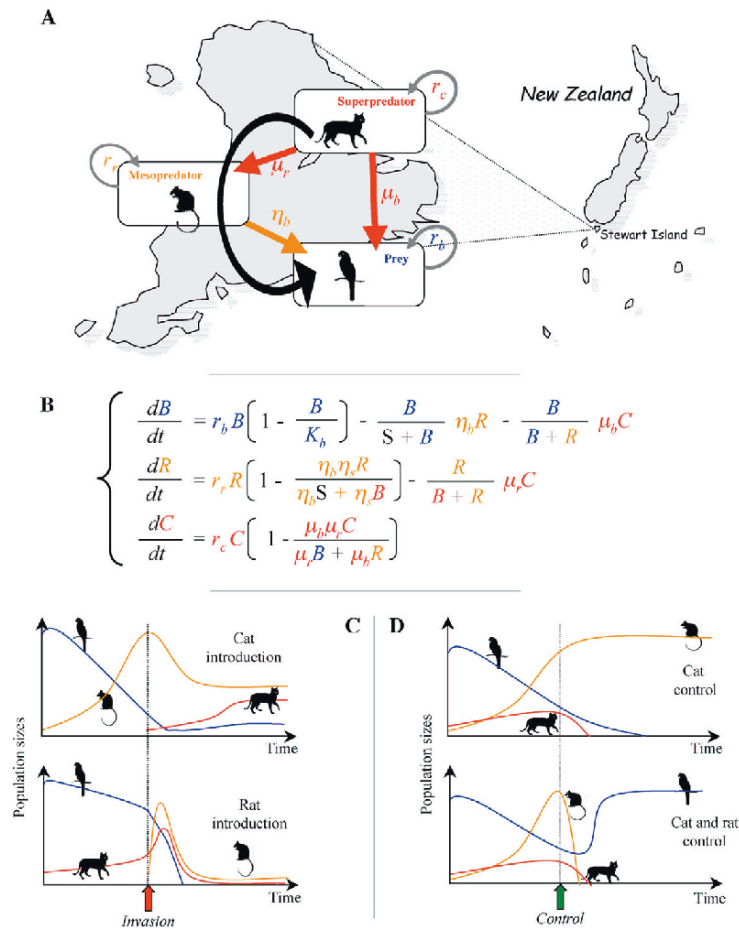 A
New Zealand
Superpredator
r_c
r_r
Mesopredator
μ_r
μ_b
η_b
r_b
Stewart Island
Prey
B
dB/dt = r_b B (1 - B/K_b) - B/(S + B) η_b R - B/(B + R) μ_b C
dR/dt = r_r R (1 - η_b η_s R/(η_b S + η_s B)) - R/(B + R) μ_r C
dC/dt = r_c C (1 - μ_b μ_r C/(μ_r B + μ_b R))
C
D
Cat
introduction
Time
Cat
control
Time
Population sizes
Population sizes
Rat
introduction
Time
Cat and rat
control
Time
Invasion
Control